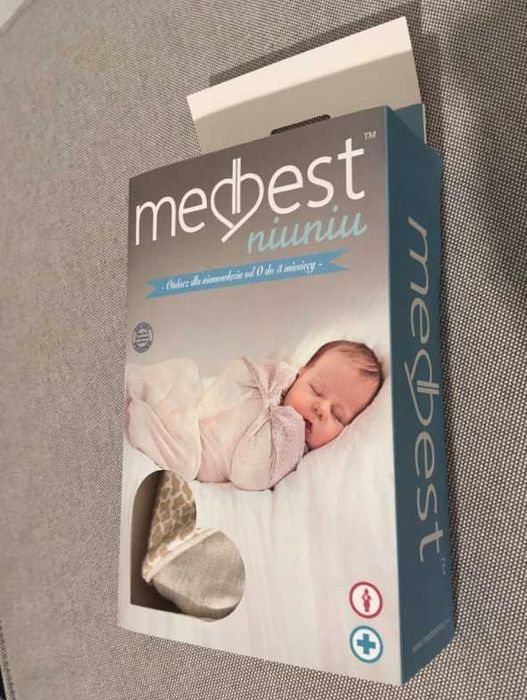 medbest™
niuniu
- Otulacz dla niemowlęcia od 0 do 3 miesięcy -
medbest™